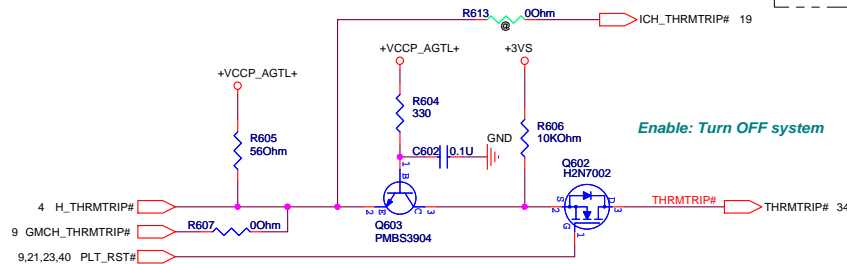 R613 0Ohm
@
ICH_THRMTRIP# 19
+VCCP_AGTL+ +3VS
+VCCP_AGTL+
R604
330
R605
56Ohm
C602 0.1U
GND
R606
10KOhm
Enable: Turn OFF system
Q602
H2N7002
1
B
4 H_THRMTRIP#
2 E C 3
2 S D 3
THRMTRIP#
THRMTRIP# 34
G
1
9 GMCH_THRMTRIP#
R607 0Ohm
Q603
PMBS3904
9,21,23,40 PLT_RST#